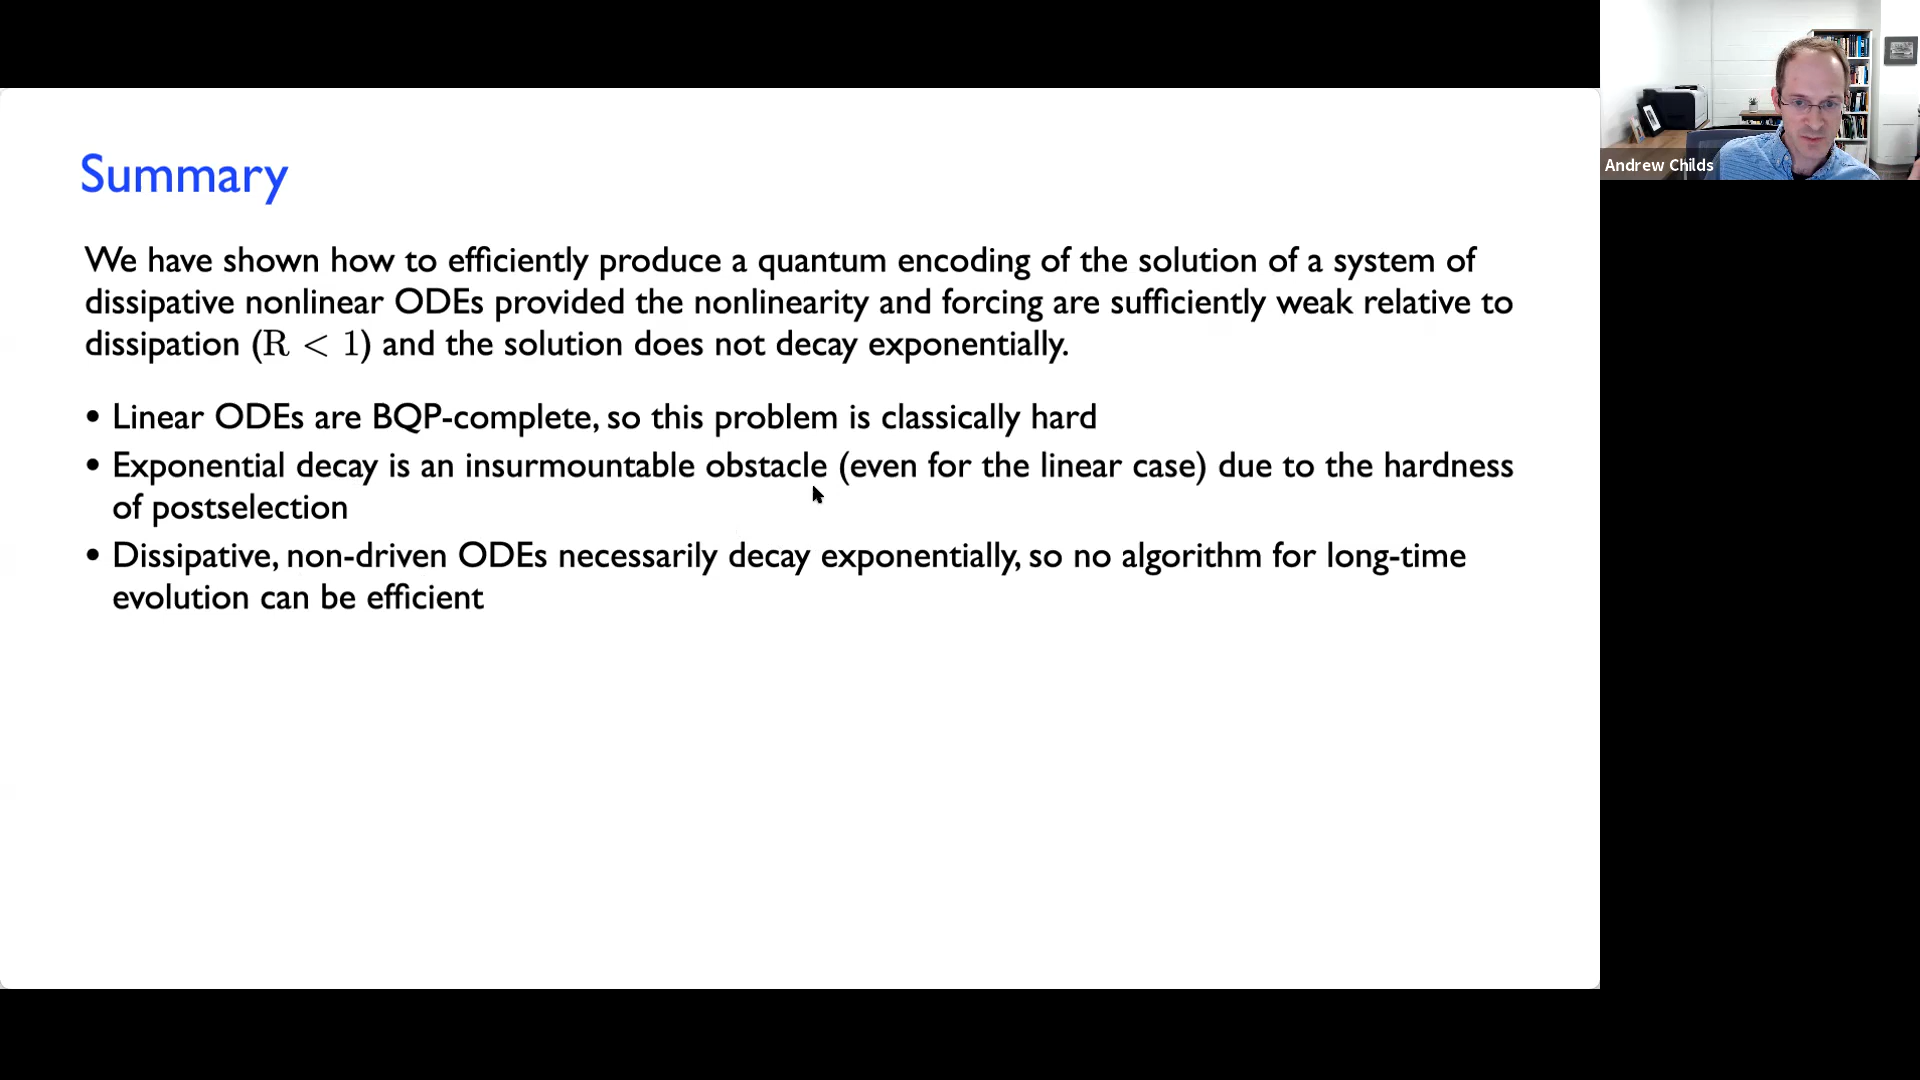 Summary
We have shown how to efficiently produce a quantum encoding of the solution of a system of
dissipative nonlinear ODEs provided the nonlinearity and forcing are sufficiently weak relative to
dissipation (R < 1) and the solution does not decay exponentially.
• Linear ODEs are BQP-complete, so this problem is classically hard
• Exponential decay is an insurmountable obstacle (even for the linear case) due to the hardness
of postselection
• Dissipative, non-driven ODEs necessarily decay exponentially, so no algorithm for long-time
evolution can be efficient
Andrew Childs